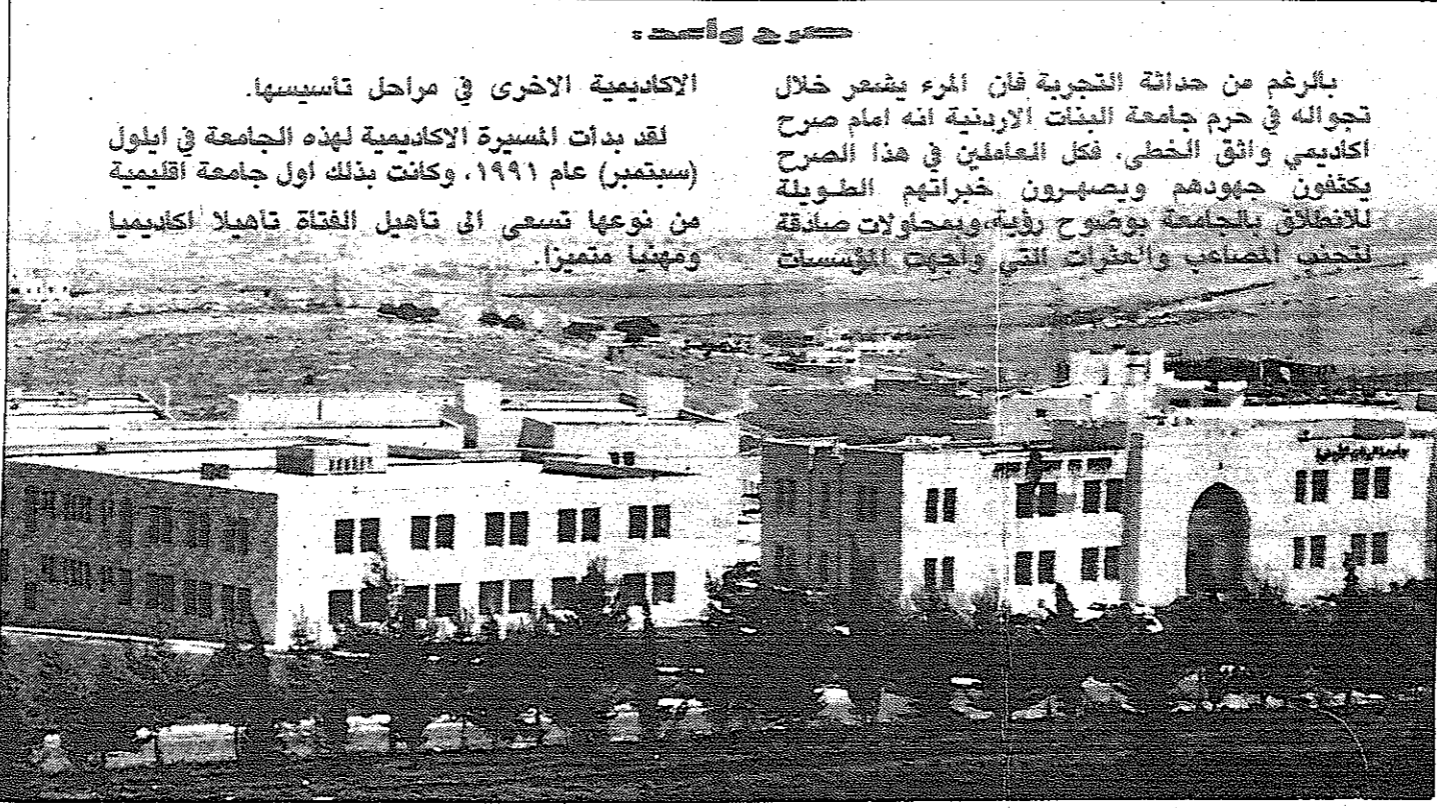 صرح واعد:
بالرغم من حداثة التجربة فان المرء يشعر خلال
تجواله في حرم جامعة البنات الاردنية انه امام صرح
اكاديمي واثق الخطى. فكل العاملين في هذا الصرح
يكثفون جهودهم ويصهرون خبراتهم الطويلة
للانطلاق بالجامعة بوضوح رؤية، وبمحاولات صادقة
لتجنب المصاعب والعثرات التي واجهت المؤسسات
الاكاديمية الاخرى في مراحل تأسيسها.
لقد بدأت المسيرة الاكاديمية لهذه الجامعة في ايلول
(سبتمبر) عام ١٩٩١، وكانت بذلك اول جامعة اقليمية
من نوعها تسعى الى تأهيل الفتاة تاهيلا اكاديميا
ومهنيا متميزا.
جامعة البنات الأردنية